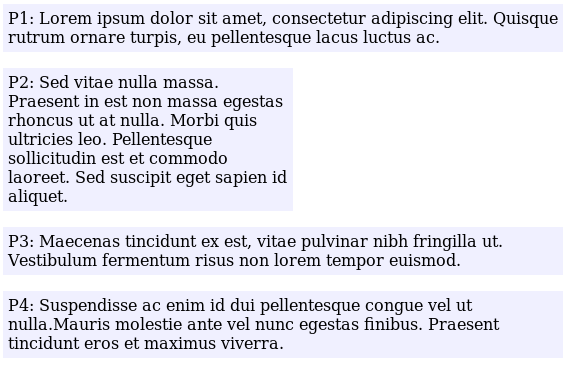 P1: Lorem ipsum dolor sit amet, consectetur adipiscing elit. Quisque
rutrum ornare turpis, eu pellentesque lacus luctus ac.
P2: Sed vitae nulla massa.
Praesent in est non massa egestas
rhoncus ut at nulla. Morbi quis
ultricies leo. Pellentesque
sollicitudin est et commodo
laoreet. Sed suscipit eget sapien id
aliquet.
P3: Maecenas tincidunt ex est, vitae pulvinar nibh fringilla ut.
Vestibulum fermentum risus non lorem tempor euismod.
P4: Suspendisse ac enim id dui pellentesque congue vel ut
nulla.Mauris molestie ante vel nunc egestas finibus. Praesent
tincidunt eros et maximus viverra.